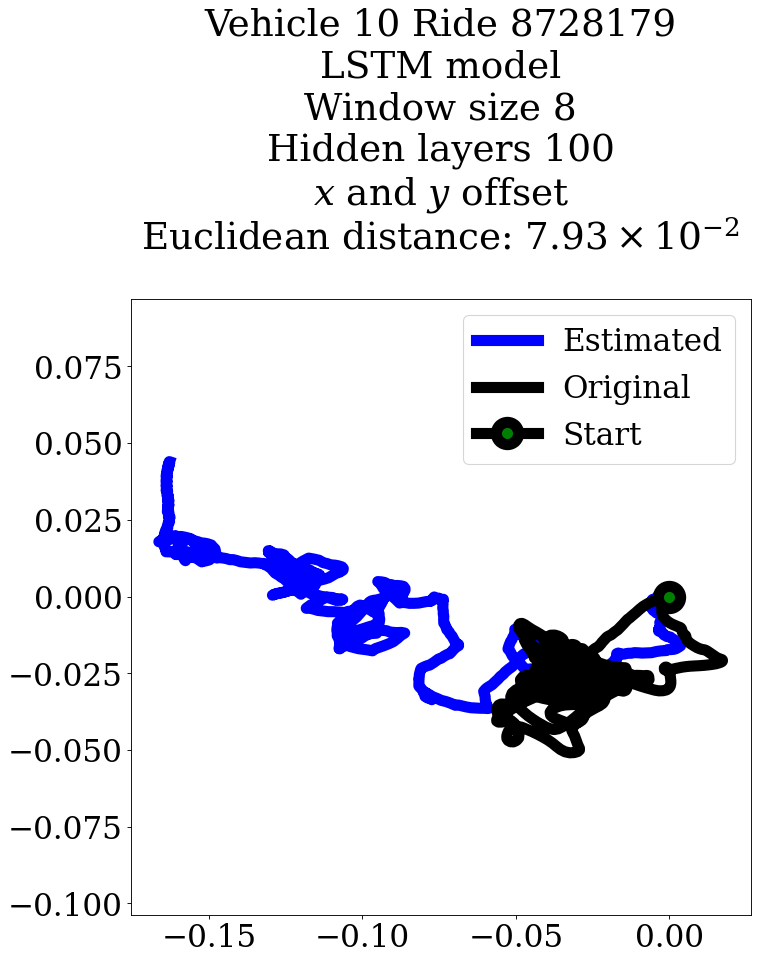 Vehicle 10 Ride 8728179
LSTM model
Window size 8
Hidden layers 100
x and y offset
Euclidean distance: 7.93 × 10⁻²
Estimated
Original
Start
0.075
0.050
0.025
0.000
−0.025
−0.050
−0.075
−0.100
−0.15 −0.10 −0.05 0.00